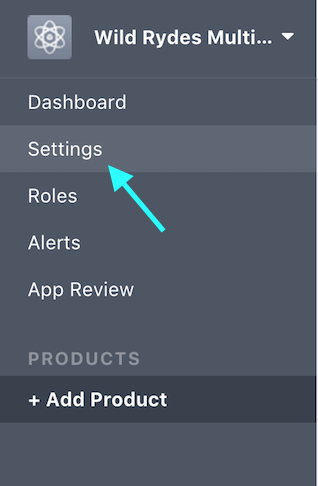 Wild Rydes Multi...
Dashboard
Settings
Roles
Alerts
App Review
PRODUCTS
+ Add Product